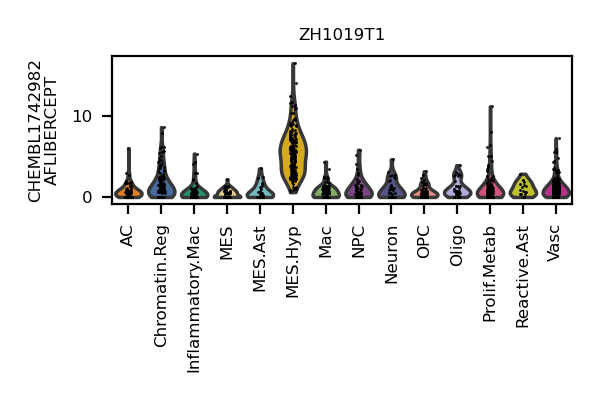 ZH1019T1
CHEMBL1742982
AFLIBERCEPT
10
0
AC
Chromatin.Reg
Inflammatory.Mac
MES
MES.Ast
MES.Hyp
Mac
NPC
Neuron
OPC
Oligo
Prolif.Metab
Reactive.Ast
Vasc